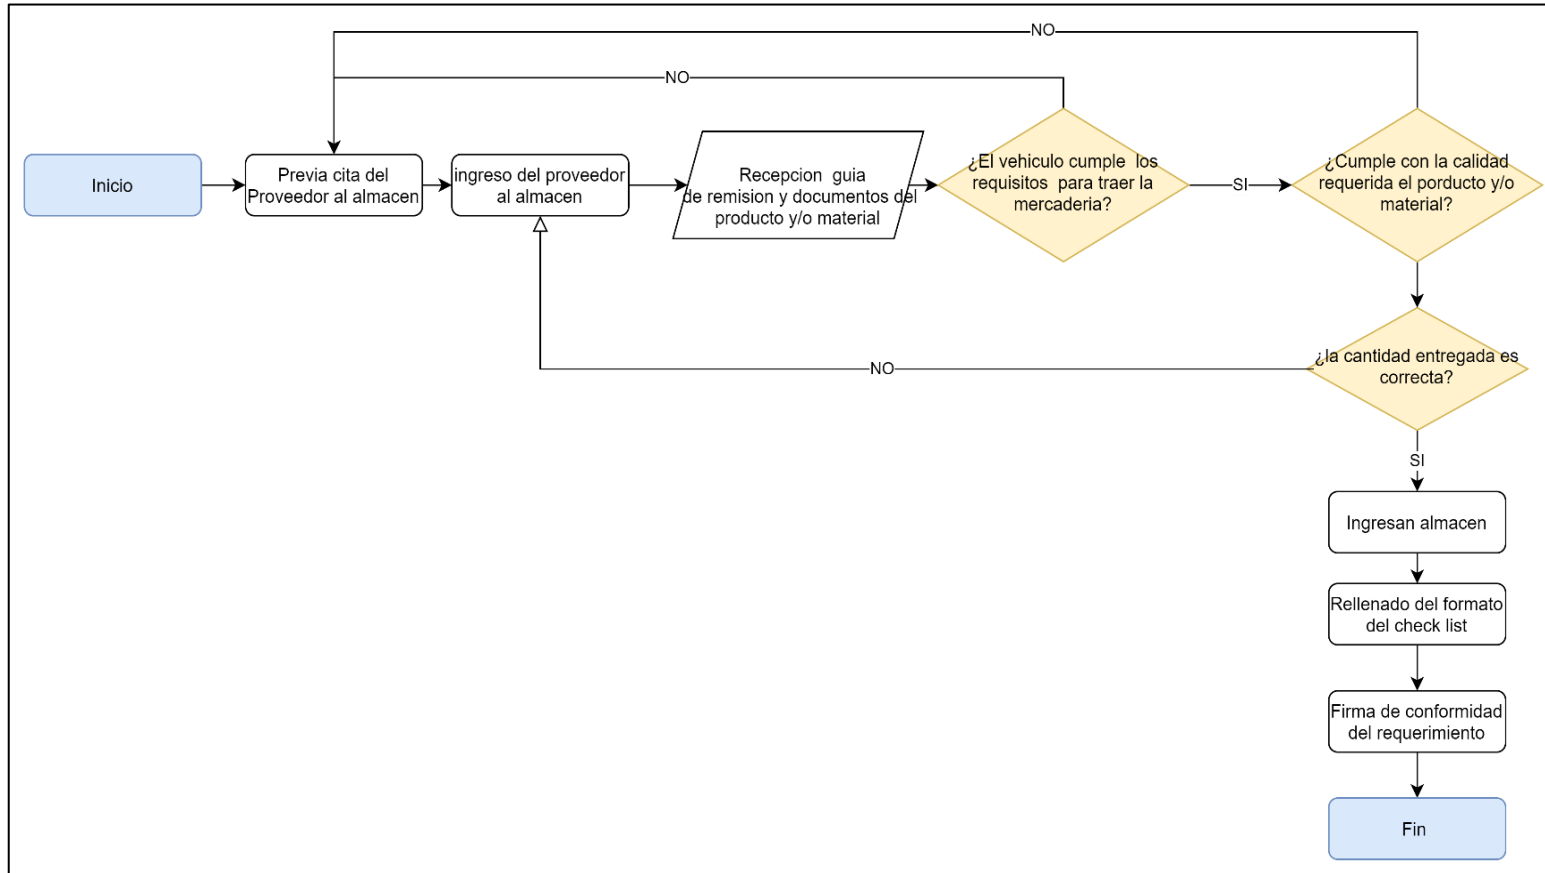 NO
NO
Inicio
Previa cita del
Proveedor al almacen
ingreso del proveedor
al almacen
Recepcion guia
de remision y documentos del
producto y/o material
¿El vehiculo cumple los
requisitos para traer la
mercaderia?
SI
¿Cumple con la calidad
requerida el porducto y/o
material?
¿la cantidad entregada es
correcta?
NO
SI
Ingresan almacen
Rellenado del formato
del check list
Firma de conformidad
del requerimiento
Fin